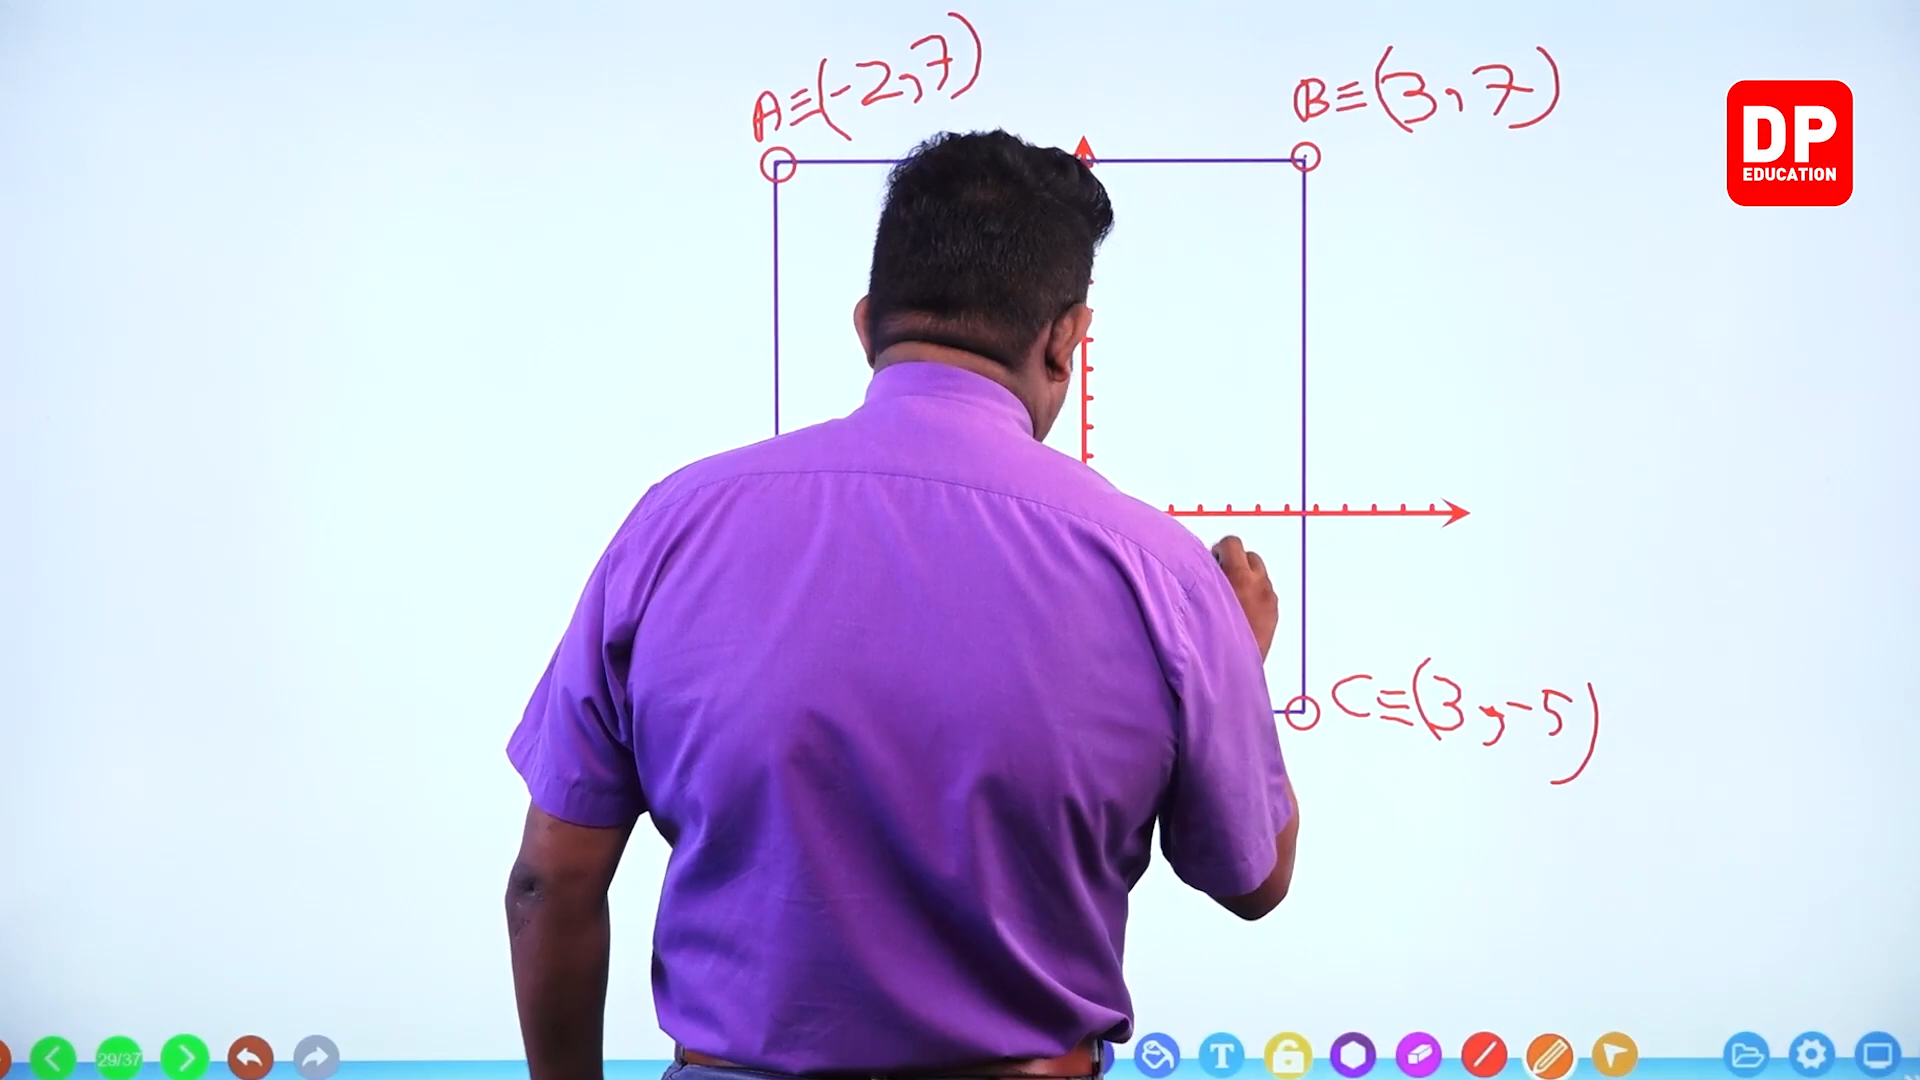 A≡(-2,7)
B≡(3,7)
DP
EDUCATION
C≡(3,-5)
29/37
T